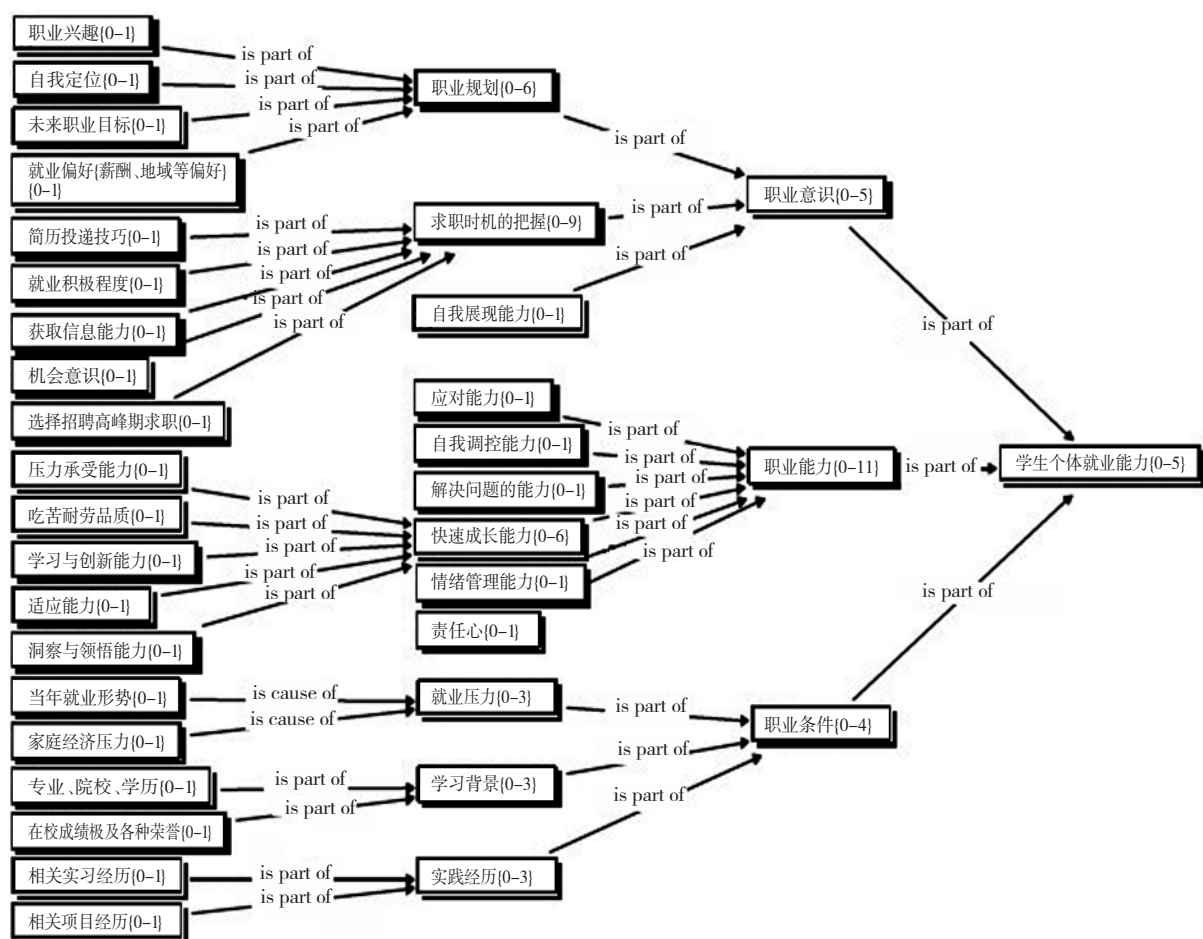 职业兴趣{0-1}
自我定位{0-1}
未来职业目标{0-1}
就业偏好{薪酬、地域等偏好}
{0-1}
简历投递技巧{0-1}
就业积极程度{0-1}
获取信息能力{0-1}
机会意识{0-1}
选择招聘高峰期求职{0-1}
压力承受能力{0-1}
吃苦耐劳品质{0-1}
学习与创新能力{0-1}
适应能力{0-1}
洞察与领悟能力{0-1}
当年就业形势{0-1}
家庭经济压力{0-1}
专业、院校、学历{0-1}
在校成绩极及各种荣誉{0-1}
相关实习经历{0-1}
相关项目经历{0-1}
is part of
is part of
is part of
is part of
is part of
is part of
is part of
is part of
is part of
is part of
is part of
is part of
is part of
is part of
is cause of
is cause of
is part of
is part of
is part of
is part of
职业规划{0-6}
求职时机的把握{0-9}
自我展现能力{0-1}
应对能力{0-1}
自我调控能力{0-1}
解决问题的能力{0-1}
快速成长能力{0-6}
情绪管理能力{0-1}
责任心{0-1}
就业压力{0-3}
学习背景{0-3}
实践经历{0-3}
is part of
is part of
is part of
is part of
is part of
is part of
is part of
is part of
is part of
is part of
is part of
is part of
职业意识{0-5}
职业能力{0-11}
职业条件{0-4}
is part of
is part of
is part of
学生个体就业能力{0-5}